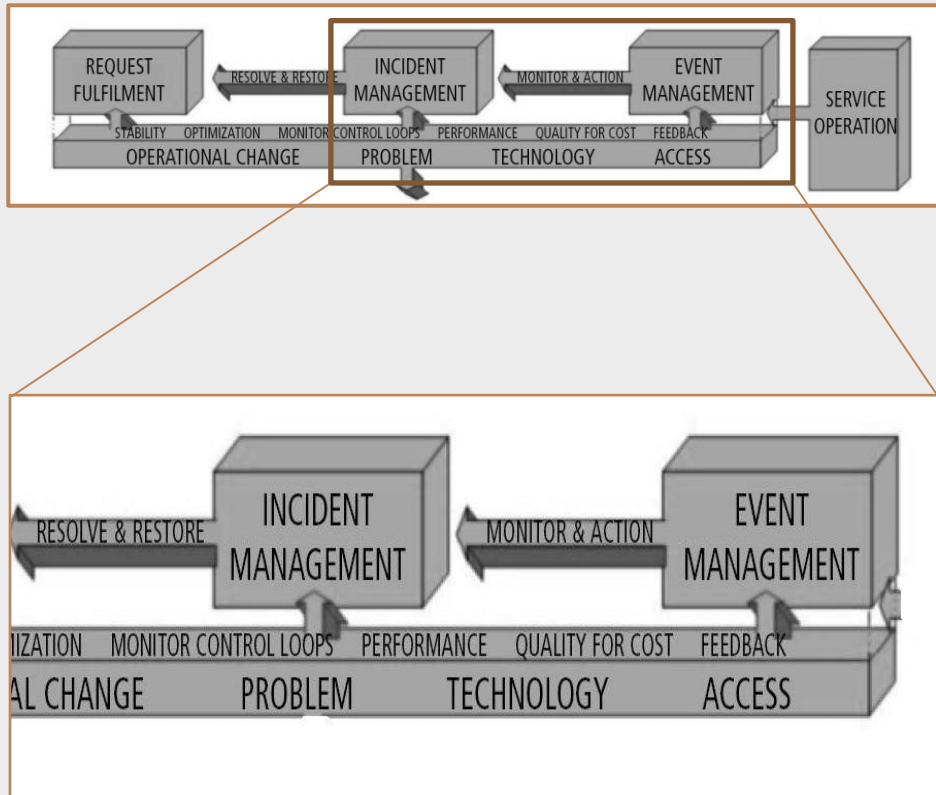 REQUEST
FULFILMENT
RESOLVE & RESTORE
INCIDENT
MANAGEMENT
MONITOR & ACTION
EVENT
MANAGEMENT
SERVICE
OPERATION
STABILITY OPTIMIZATION MONITOR CONTROL LOOPS PERFORMANCE QUALITY FOR COST FEEDBACK
OPERATIONAL CHANGE PROBLEM TECHNOLOGY ACCESS
RESOLVE & RESTORE
INCIDENT
MANAGEMENT
MONITOR & ACTION
EVENT
MANAGEMENT
MIZATION MONITOR CONTROL LOOPS PERFORMANCE QUALITY FOR COST FEEDBACK
AL CHANGE PROBLEM TECHNOLOGY ACCESS